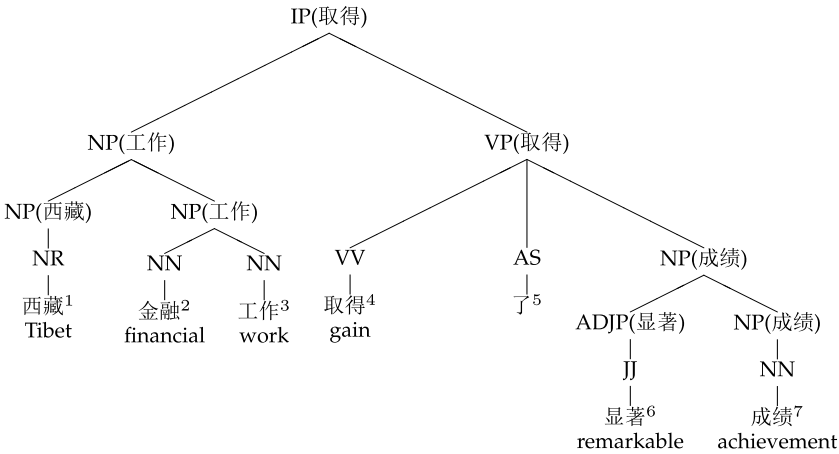 IP(取得)
NP(工作) VP(取得)
NP(西藏) NP(工作)
NR NN NN VV AS NP(成绩)
西藏1 金融2 工作3 取得4 了5 ADJP(显著) NP(成绩)
Tibet financial work gain
JJ NN
显著6 成绩7
remarkable achievement